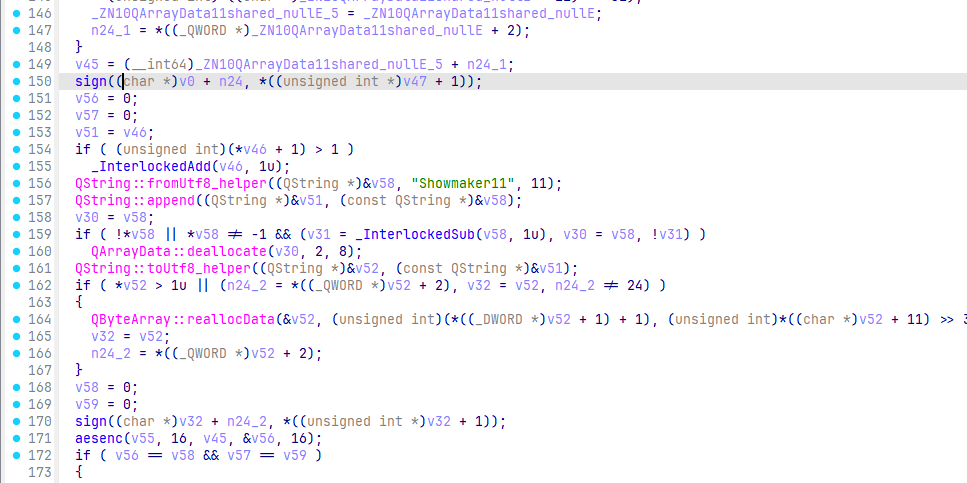 146 _ZN10QArrayData11shared_nullE_5 = _ZN10QArrayData11shared_nullE;
147 n24_1 = *((_QWORD *)_ZN10QArrayData11shared_nullE + 2);
148 }
149 v45 = (__int64)_ZN10QArrayData11shared_nullE_5 + n24_1;
150 sign((char *)v0 + n24, *((unsigned int *)v47 + 1));
151 v56 = 0;
152 v57 = 0;
153 v51 = v46;
154 if ( (unsigned int)(*v46 + 1) > 1 )
155 _InterlockedAdd(v46, 1u);
156 QString::fromUtf8_helper((QString *)&v58, "Showmaker11", 11);
157 QString::append((QString *)&v51, (const QString *)&v58);
158 v30 = v58;
159 if ( !*v58 || *v58 ≠ -1 && (v31 = _InterlockedSub(v58, 1u), v30 = v58, !v31) )
160 QArrayData::deallocate(v30, 2, 8);
161 QString::toUtf8_helper((QString *)&v52, (const QString *)&v51);
162 if ( *v52 > 1u || (n24_2 = *((_QWORD *)v52 + 2), v32 = v52, n24_2 ≠ 24) )
163 {
164 QByteArray::reallocData(&v52, (unsigned int)(*((_DWORD *)v52 + 1) + 1), (unsigned int)*((char *)v52 + 11) >>
165 v32 = v52;
166 n24_2 = *((_QWORD *)v52 + 2);
167 }
168 v58 = 0;
169 v59 = 0;
170 sign((char *)v32 + n24_2, *((unsigned int *)v32 + 1));
171 aesenc(v55, 16, v45, &v56, 16);
172 if ( v56 == v58 && v57 == v59 )
173 {